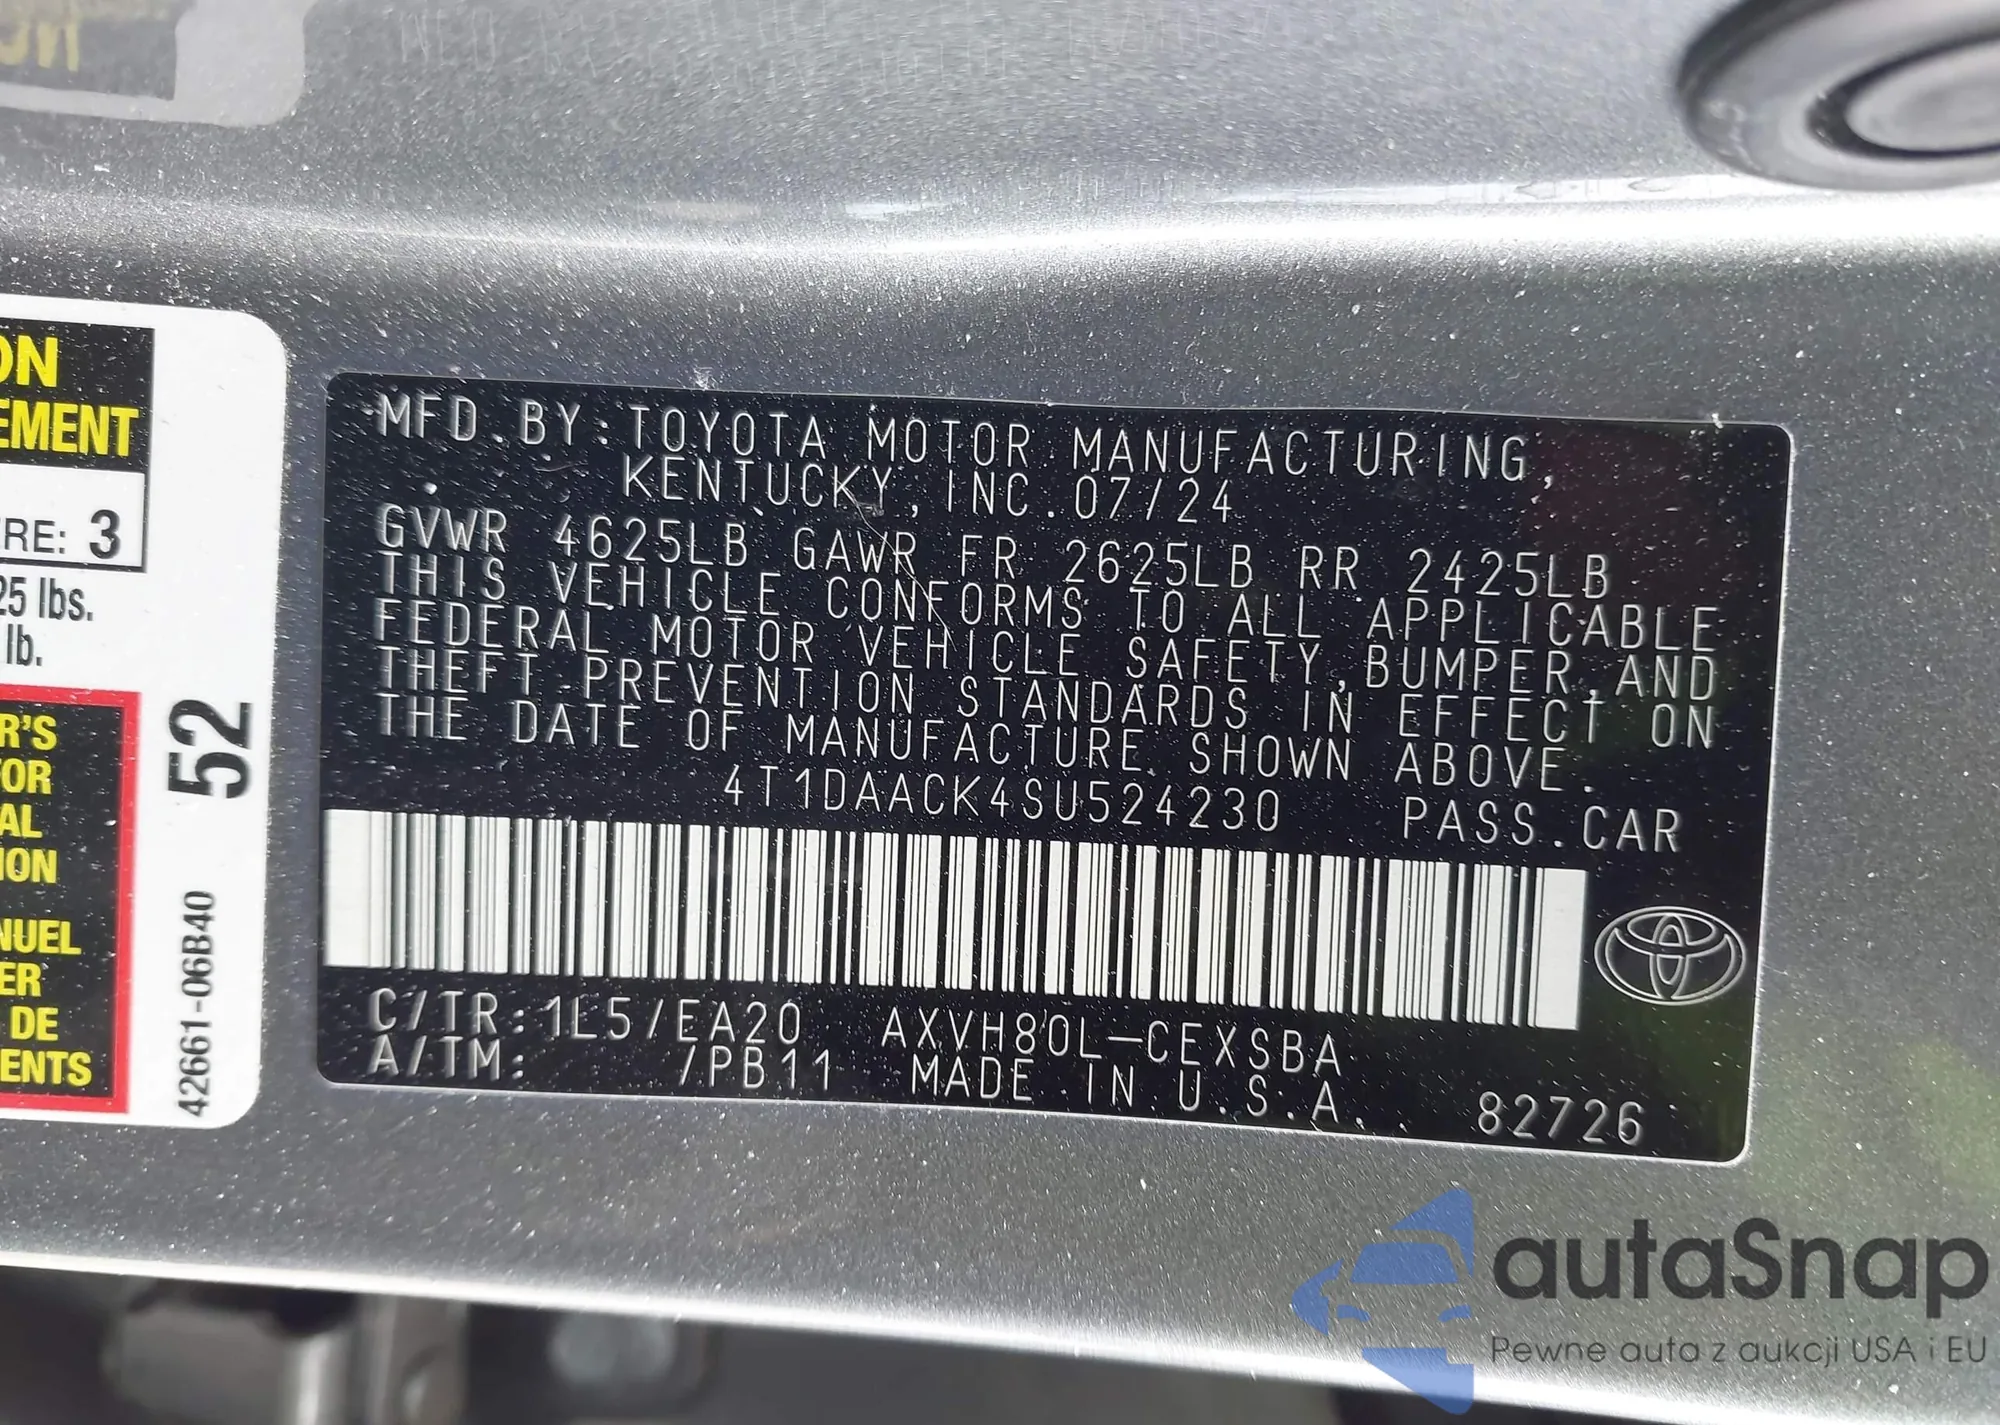 ON
EMENT
RE: 3
25 lbs.
lb.
R'S
FOR
AL
ION
NUEL
ER
DE
ENTS
52
42661-06B40
MFD.BY:TOYOTA MOTOR MANUFACTURING,
KENTUCKY, INC.07/24
GVWR 4625LB GAWR FR 2625LB RR 2425LB
THIS VEHICLE CONFORMS TO ALL APPLICABLE
FEDERAL MOTOR VEHICLE SAFETY,BUMPER,AND
THEFT PREVENTION STANDARDS IN EFFECT ON
THE DATE OF MANUFACTURE SHOWN ABOVE.
4T1DAACK4SU524230 PASS.CAR
C/TR:1L5/EA20 AXVH80L-CEXSBA
A/TM: /PB11 MADE IN U.S.A. 82726
autaSnap
Pewne auta z aukcji USA i EU